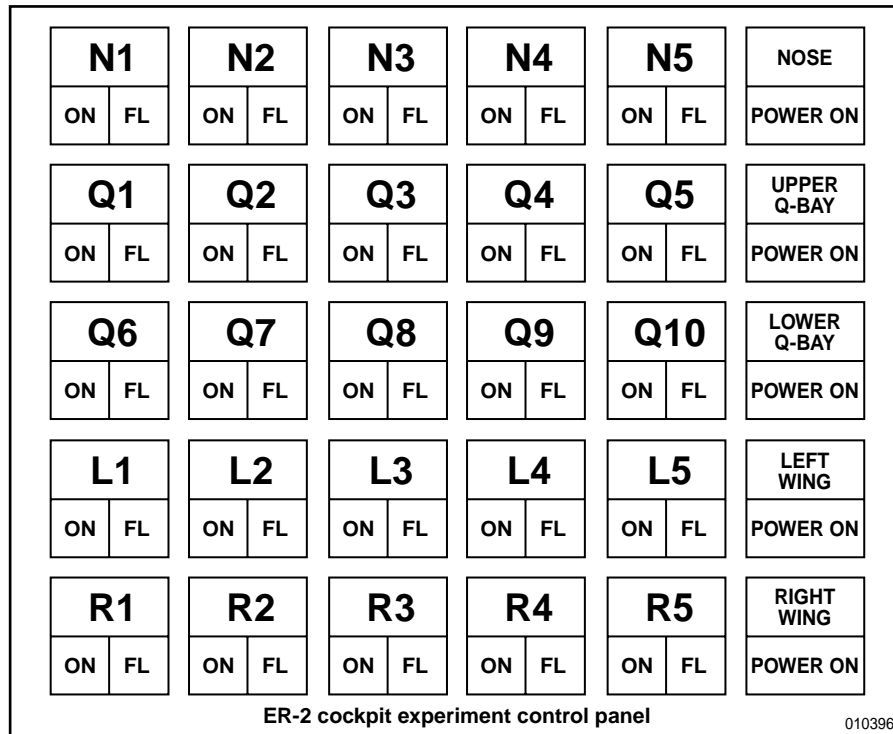 N1 N2 N3 N4 N5 NOSE
ON FL ON FL ON FL ON FL ON FL POWER ON
Q1 Q2 Q3 Q4 Q5 UPPER
Q-BAY
ON FL ON FL ON FL ON FL ON FL POWER ON
Q6 Q7 Q8 Q9 Q10 LOWER
Q-BAY
ON FL ON FL ON FL ON FL ON FL POWER ON
L1 L2 L3 L4 L5 LEFT
WING
ON FL ON FL ON FL ON FL ON FL POWER ON
R1 R2 R3 R4 R5 RIGHT
WING
ON FL ON FL ON FL ON FL ON FL POWER ON
ER-2 cockpit experiment control panel
010396